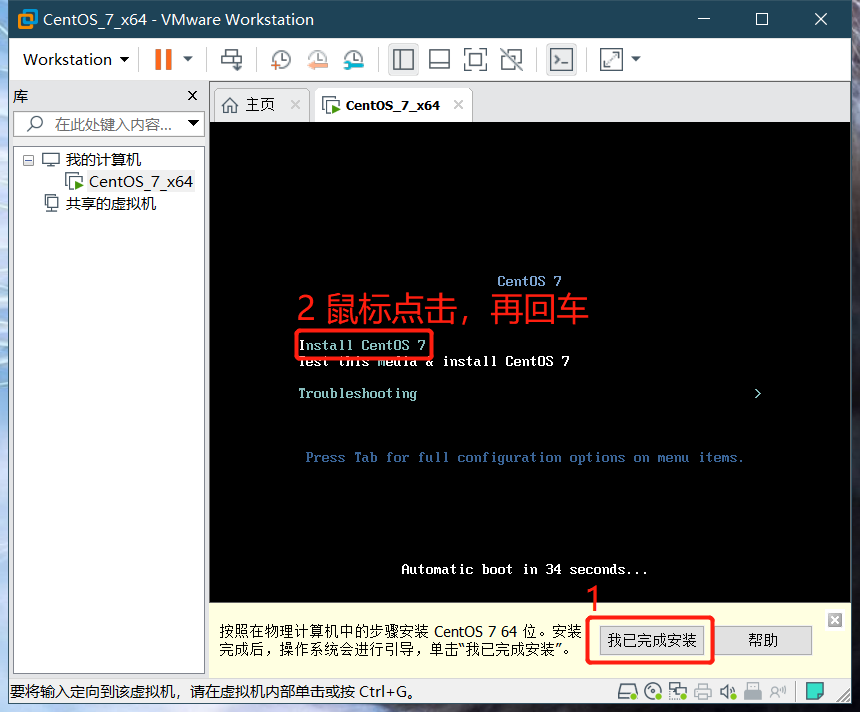 CentOS_7_x64 - VMware Workstation
Workstation
库
主页
CentOS_7_x64
在此处键入内容...
我的计算机
CentOS_7_x64
共享的虚拟机
CentOS 7
2 鼠标点击，再回车
Install CentOS 7
Test this media & install CentOS 7
Troubleshooting >
Press Tab for full configuration options on menu items.
Automatic boot in 34 seconds...
1
按照在物理计算机中的步骤安装 CentOS 7 64 位。安装
完成后，操作系统会进行引导，单击“我已完成安装”。
我已完成安装
帮助
要将输入定向到该虚拟机，请在虚拟机内部单击或按 Ctrl+G。